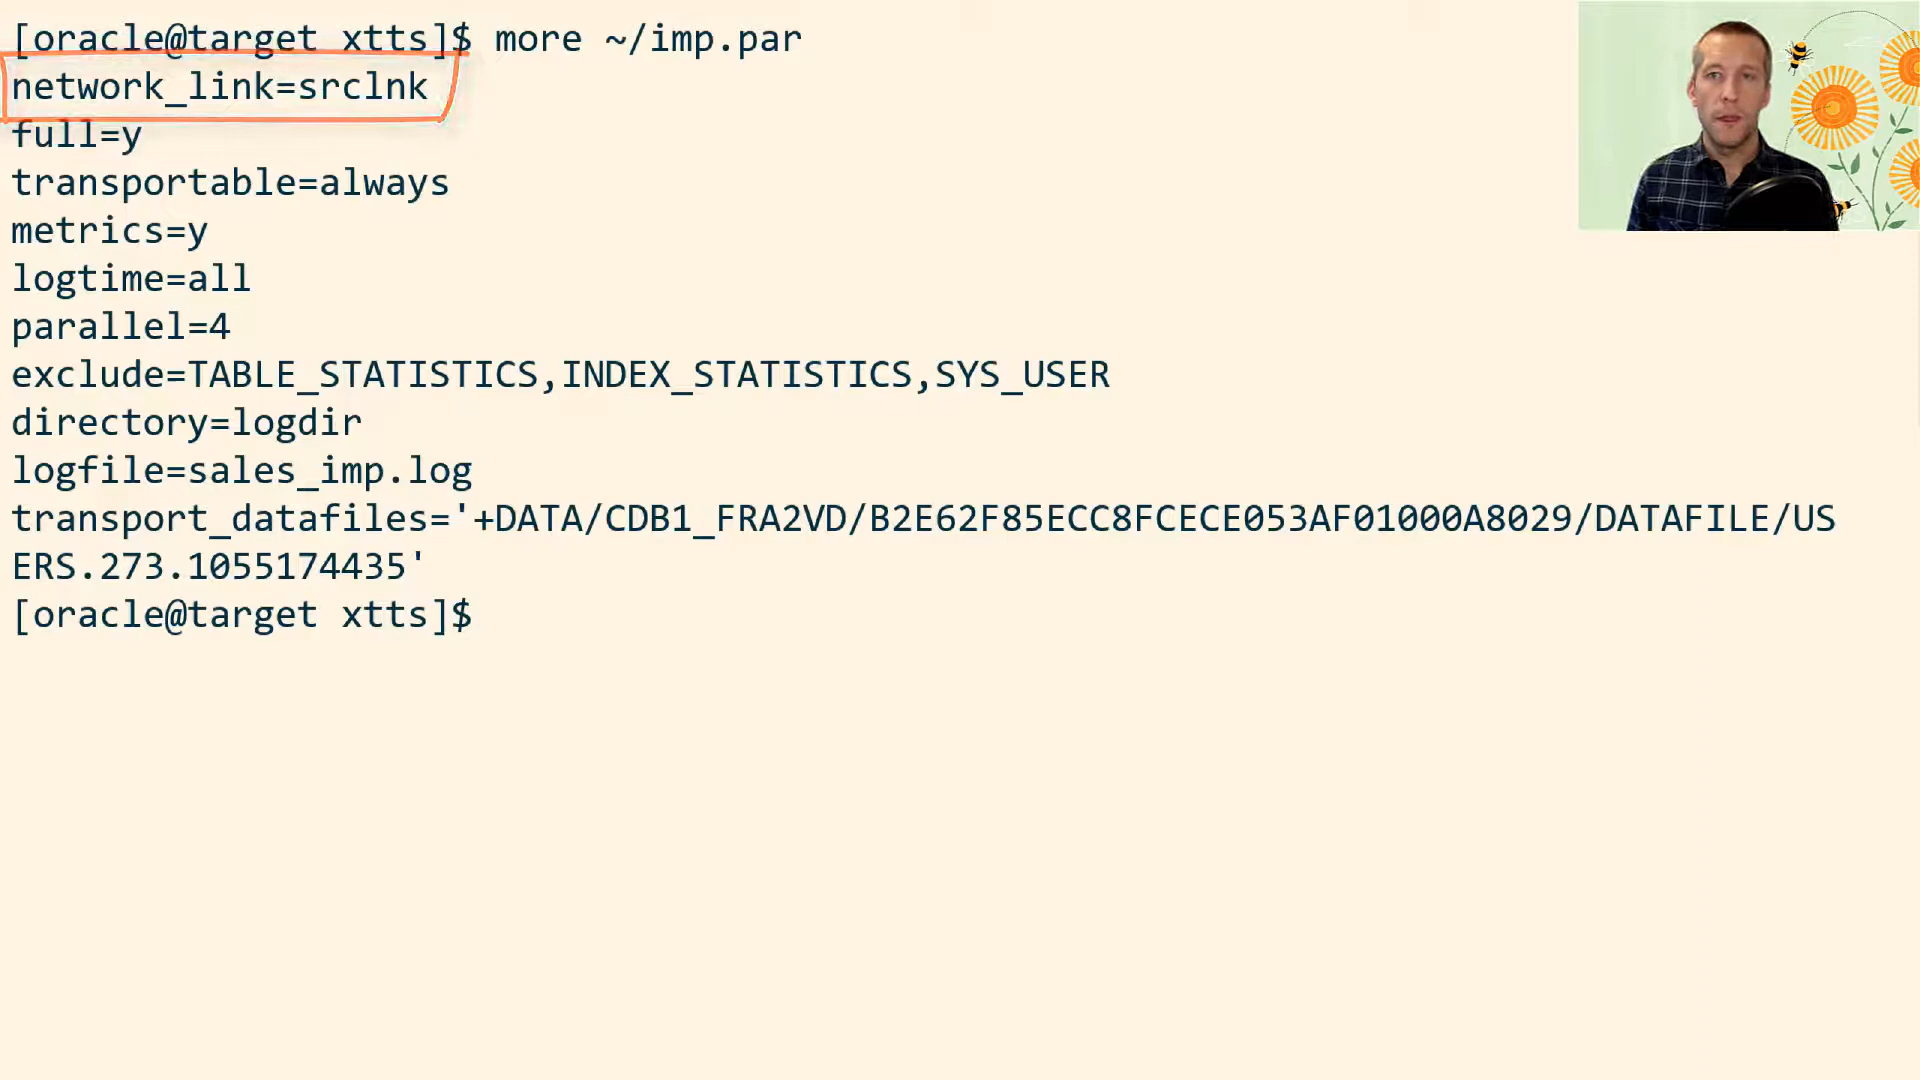 [oracle@target xtts]$ more ~/imp.par
network_link=srclnk
full=y
transportable=always
metrics=y
logtime=all
parallel=4
exclude=TABLE_STATISTICS,INDEX_STATISTICS,SYS_USER
directory=logdir
logfile=sales_imp.log
transport_datafiles='+DATA/CDB1_FRA2VD/B2E62F85ECC8FCECE053AF01000A8029/DATAFILE/US
ERS.273.1055174435'
[oracle@target xtts]$